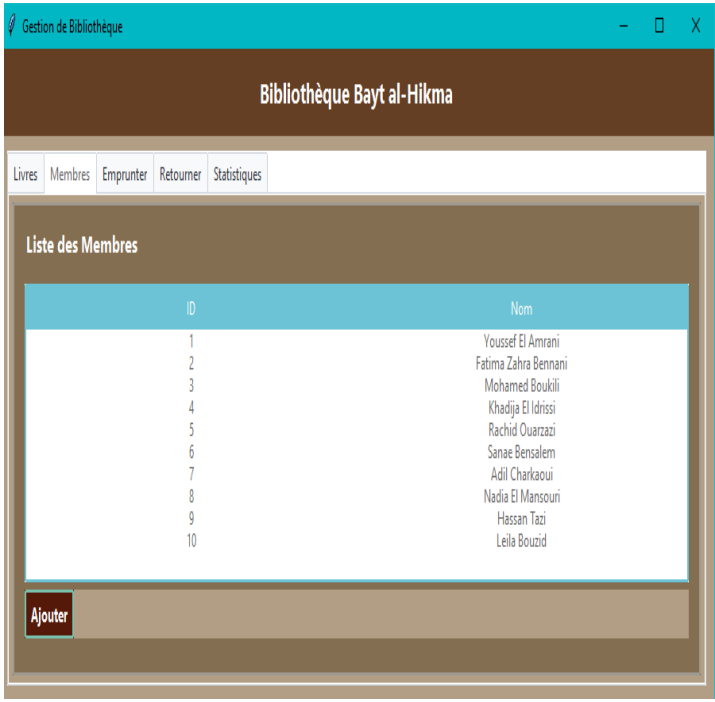 Gestion de Bibliothèque
Bibliothèque Bayt al-Hikma
Livres Membres Emprunter Retourner Statistiques
Liste des Membres
ID Nom
1 Youssef El Amrani
2 Fatima Zahra Bennani
3 Mohamed Boukili
4 Khadija El Idrissi
5 Rachid Ouarzazi
6 Sanae Bensalem
7 Adil Charkaoui
8 Nadia El Mansouri
9 Hassan Tazi
10 Leila Bouzid
Ajouter